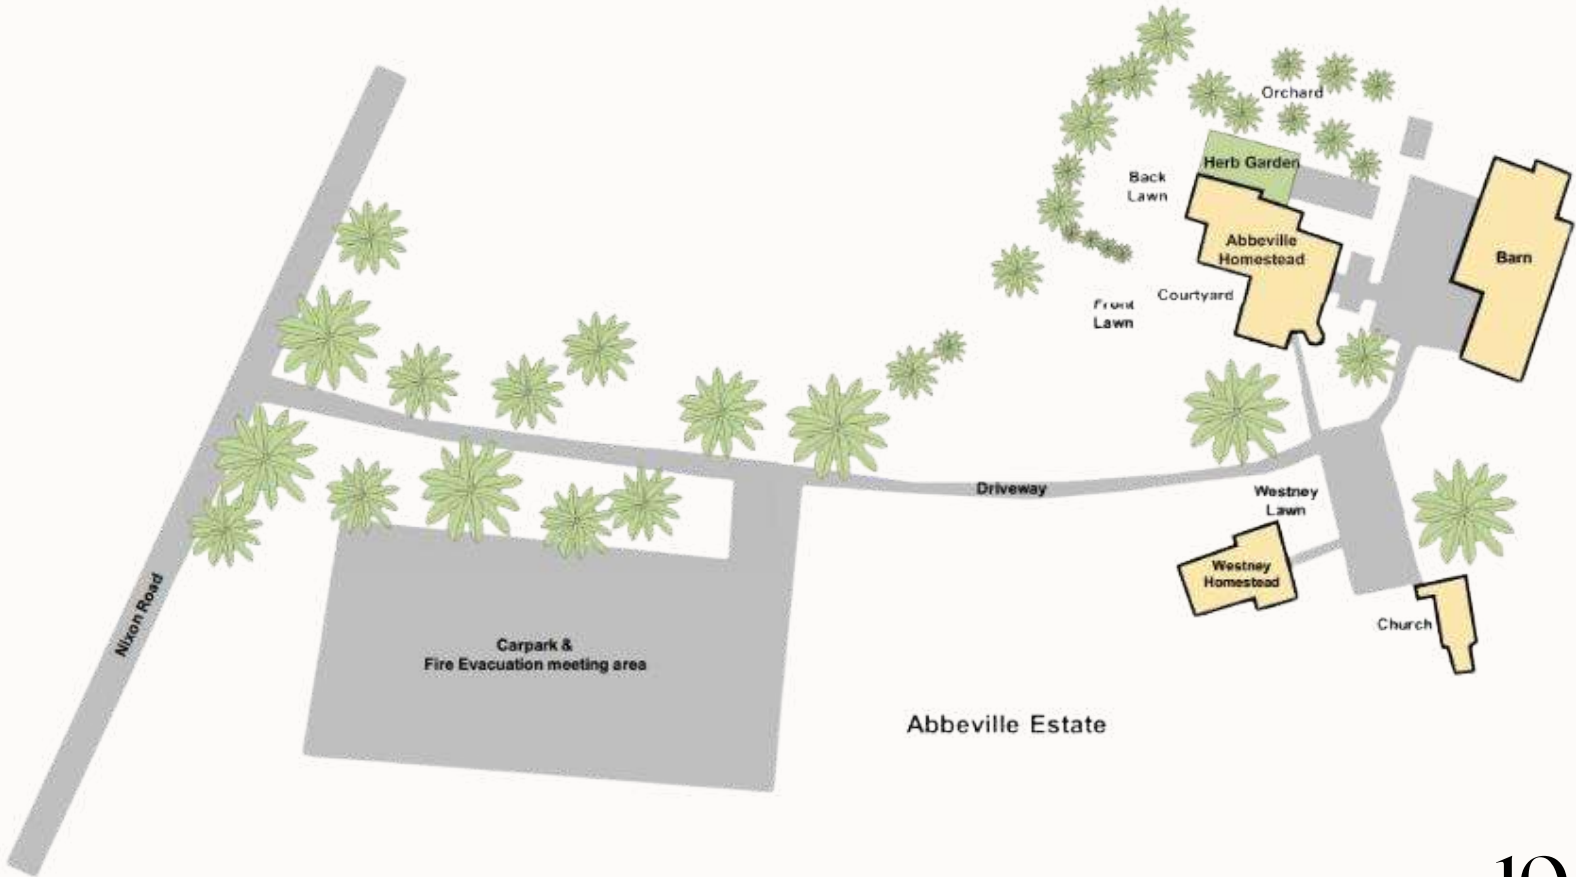 Orchard
Herb Garden
Back
Lawn
Abbeville
Homestead
Barn
Courtyard
Front
Lawn
Driveway
Westney
Lawn
Westney
Homestead
Church
Nixon Road
Carpark &
Fire Evacuation meeting area
Abbeville Estate
10